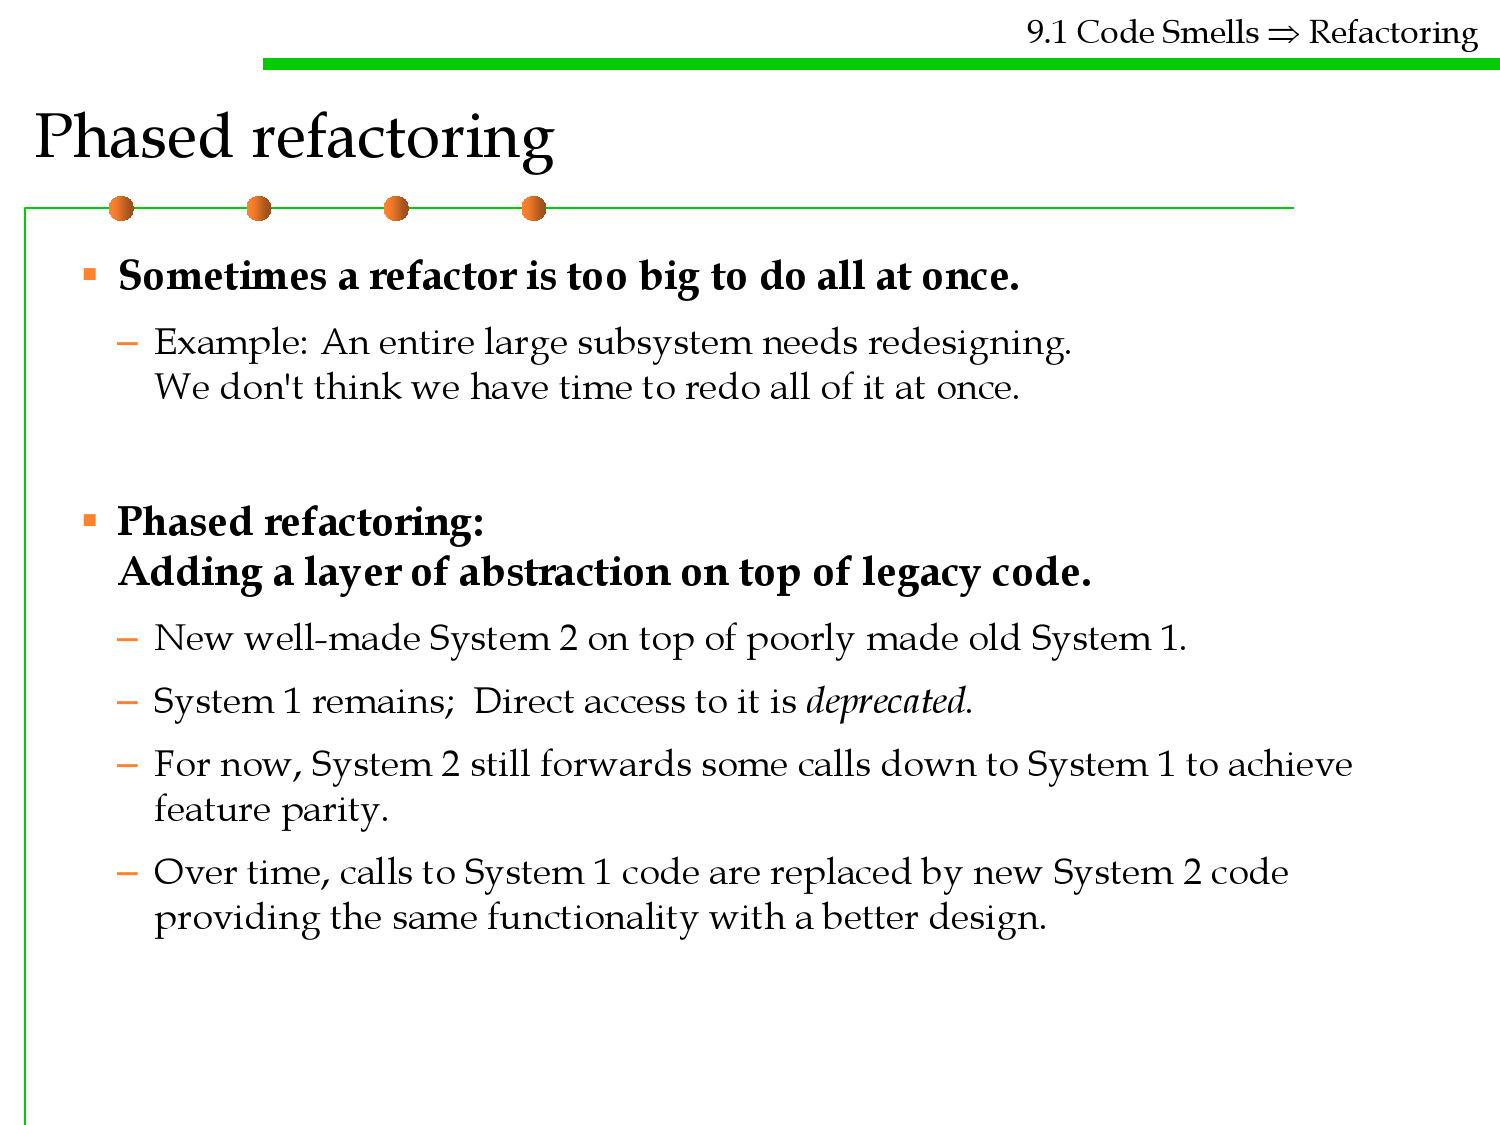 9.1 Code Smells ⇒ Refactoring
Phased refactoring
▪ Sometimes a refactor is too big to do all at once.
– Example: An entire large subsystem needs redesigning.
We don't think we have time to redo all of it at once.
▪ Phased refactoring:
Adding a layer of abstraction on top of legacy code.
– New well-made System 2 on top of poorly made old System 1.
– System 1 remains;  Direct access to it is deprecated.
– For now, System 2 still forwards some calls down to System 1 to achieve
feature parity.
– Over time, calls to System 1 code are replaced by new System 2 code
providing the same functionality with a better design.